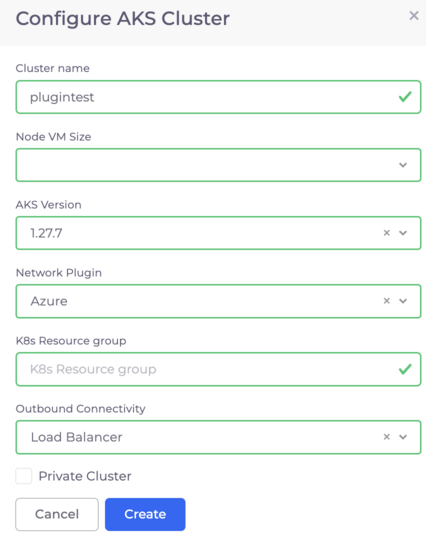 Configure AKS Cluster
Cluster name
plugintest
Node VM Size
AKS Version
1.27.7
Network Plugin
Azure
K8s Resource group
K8s Resource group
Outbound Connectivity
Load Balancer
Private Cluster
Cancel Create